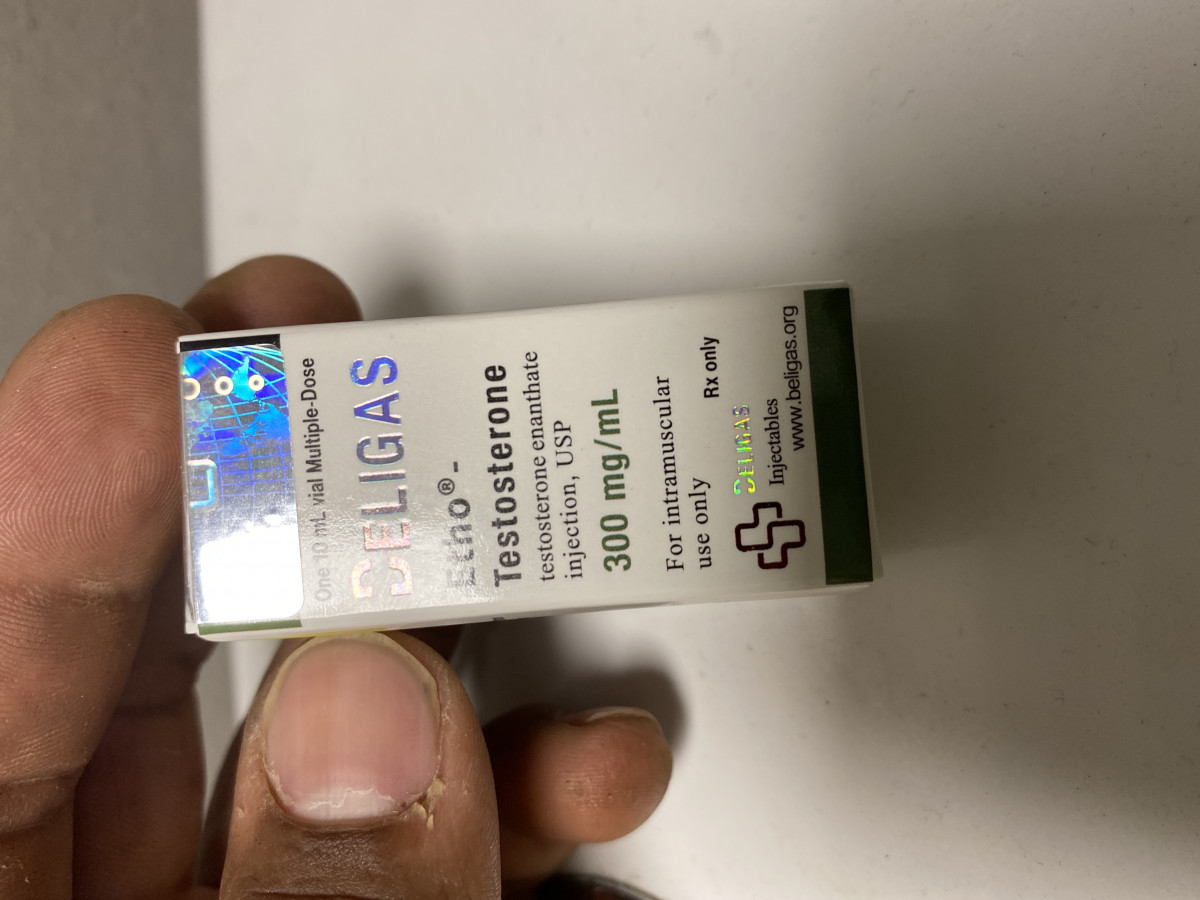 One 10 mL vial Multiple-Dose
BELIGAS
Etho®-
Testosterone
testosterone enanthate
injection, USP
300 mg/mL
For intramuscular
use only
Rx only
BELIGAS
Injectables
www.beligas.org